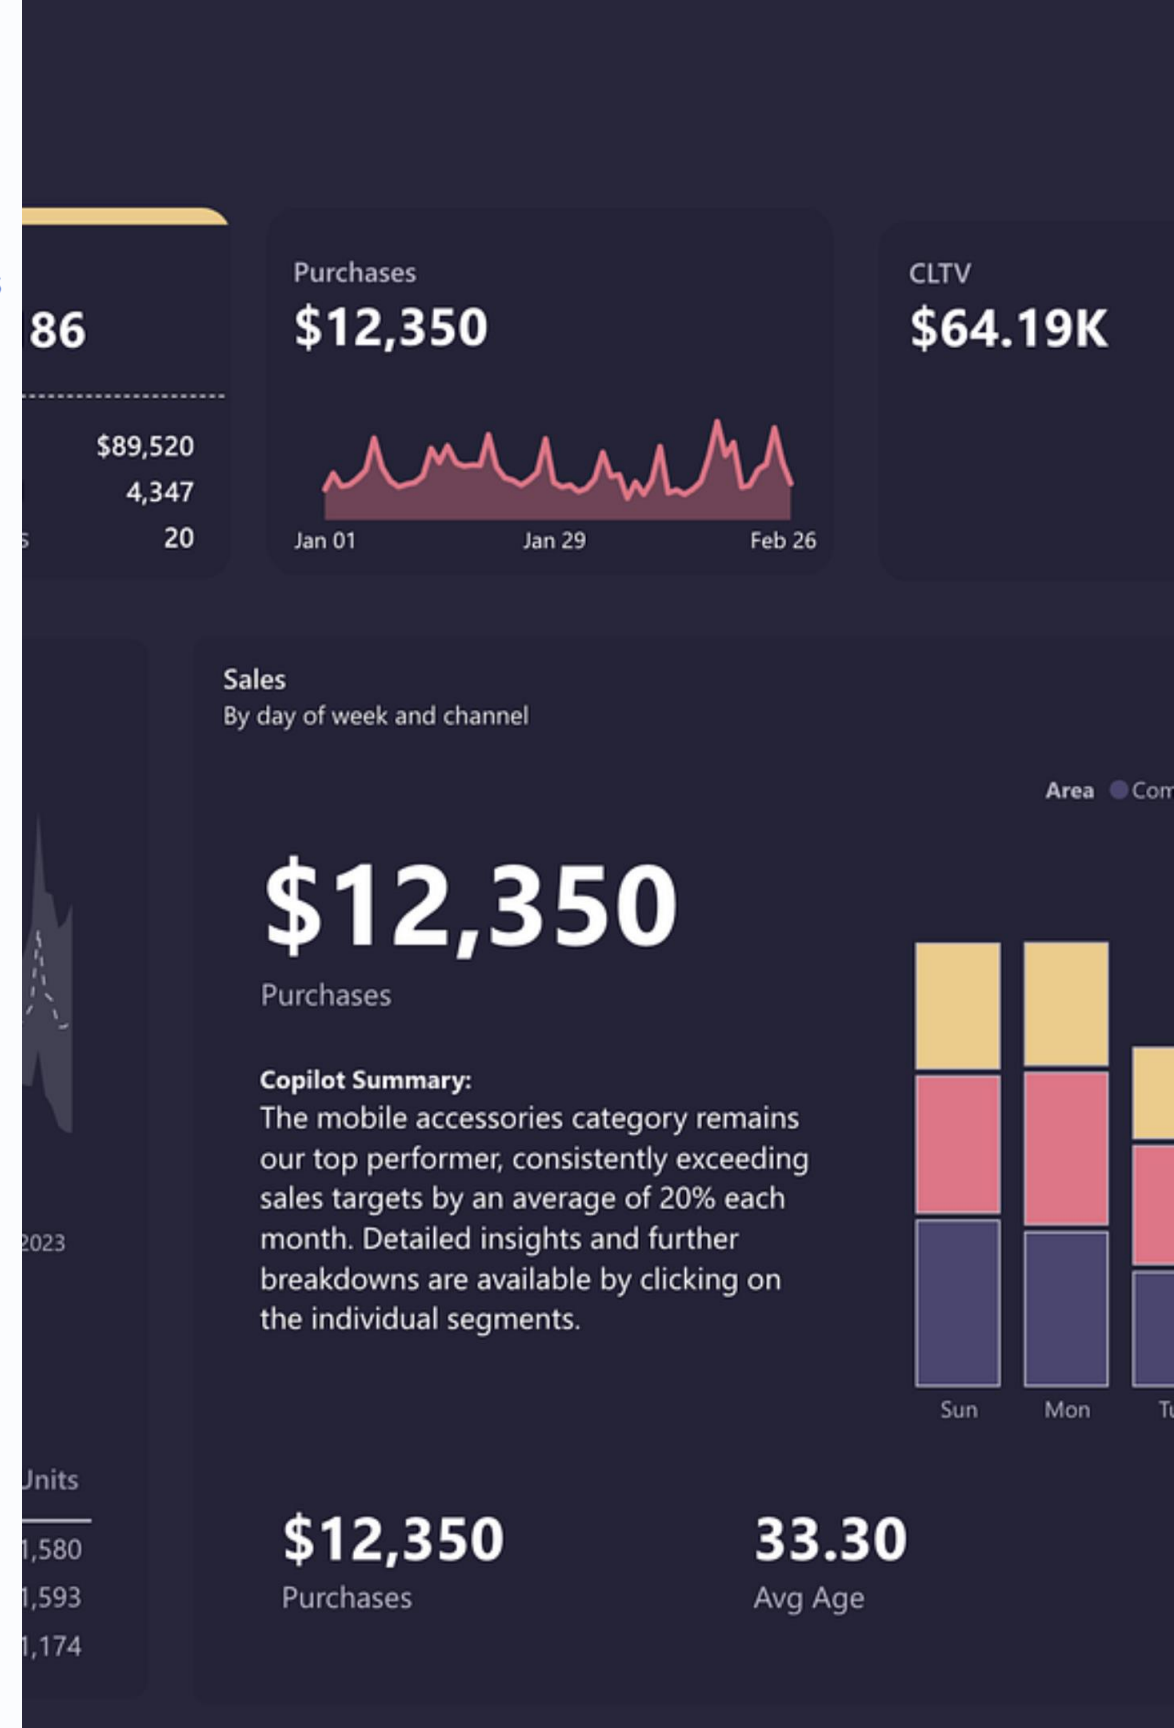 86
$89,520
4,347
20
Purchases
$12,350
Jan 01 Jan 29 Feb 26
CLTV
$64.19K
2023
Units
1,580
1,593
1,174
Sales
By day of week and channel
Area
$12,350
Purchases
Copilot Summary:
The mobile accessories category remains
our top performer, consistently exceeding
sales targets by an average of 20% each
month. Detailed insights and further
breakdowns are available by clicking on
the individual segments.
Sun Mon
$12,350
Purchases
33.30
Avg Age